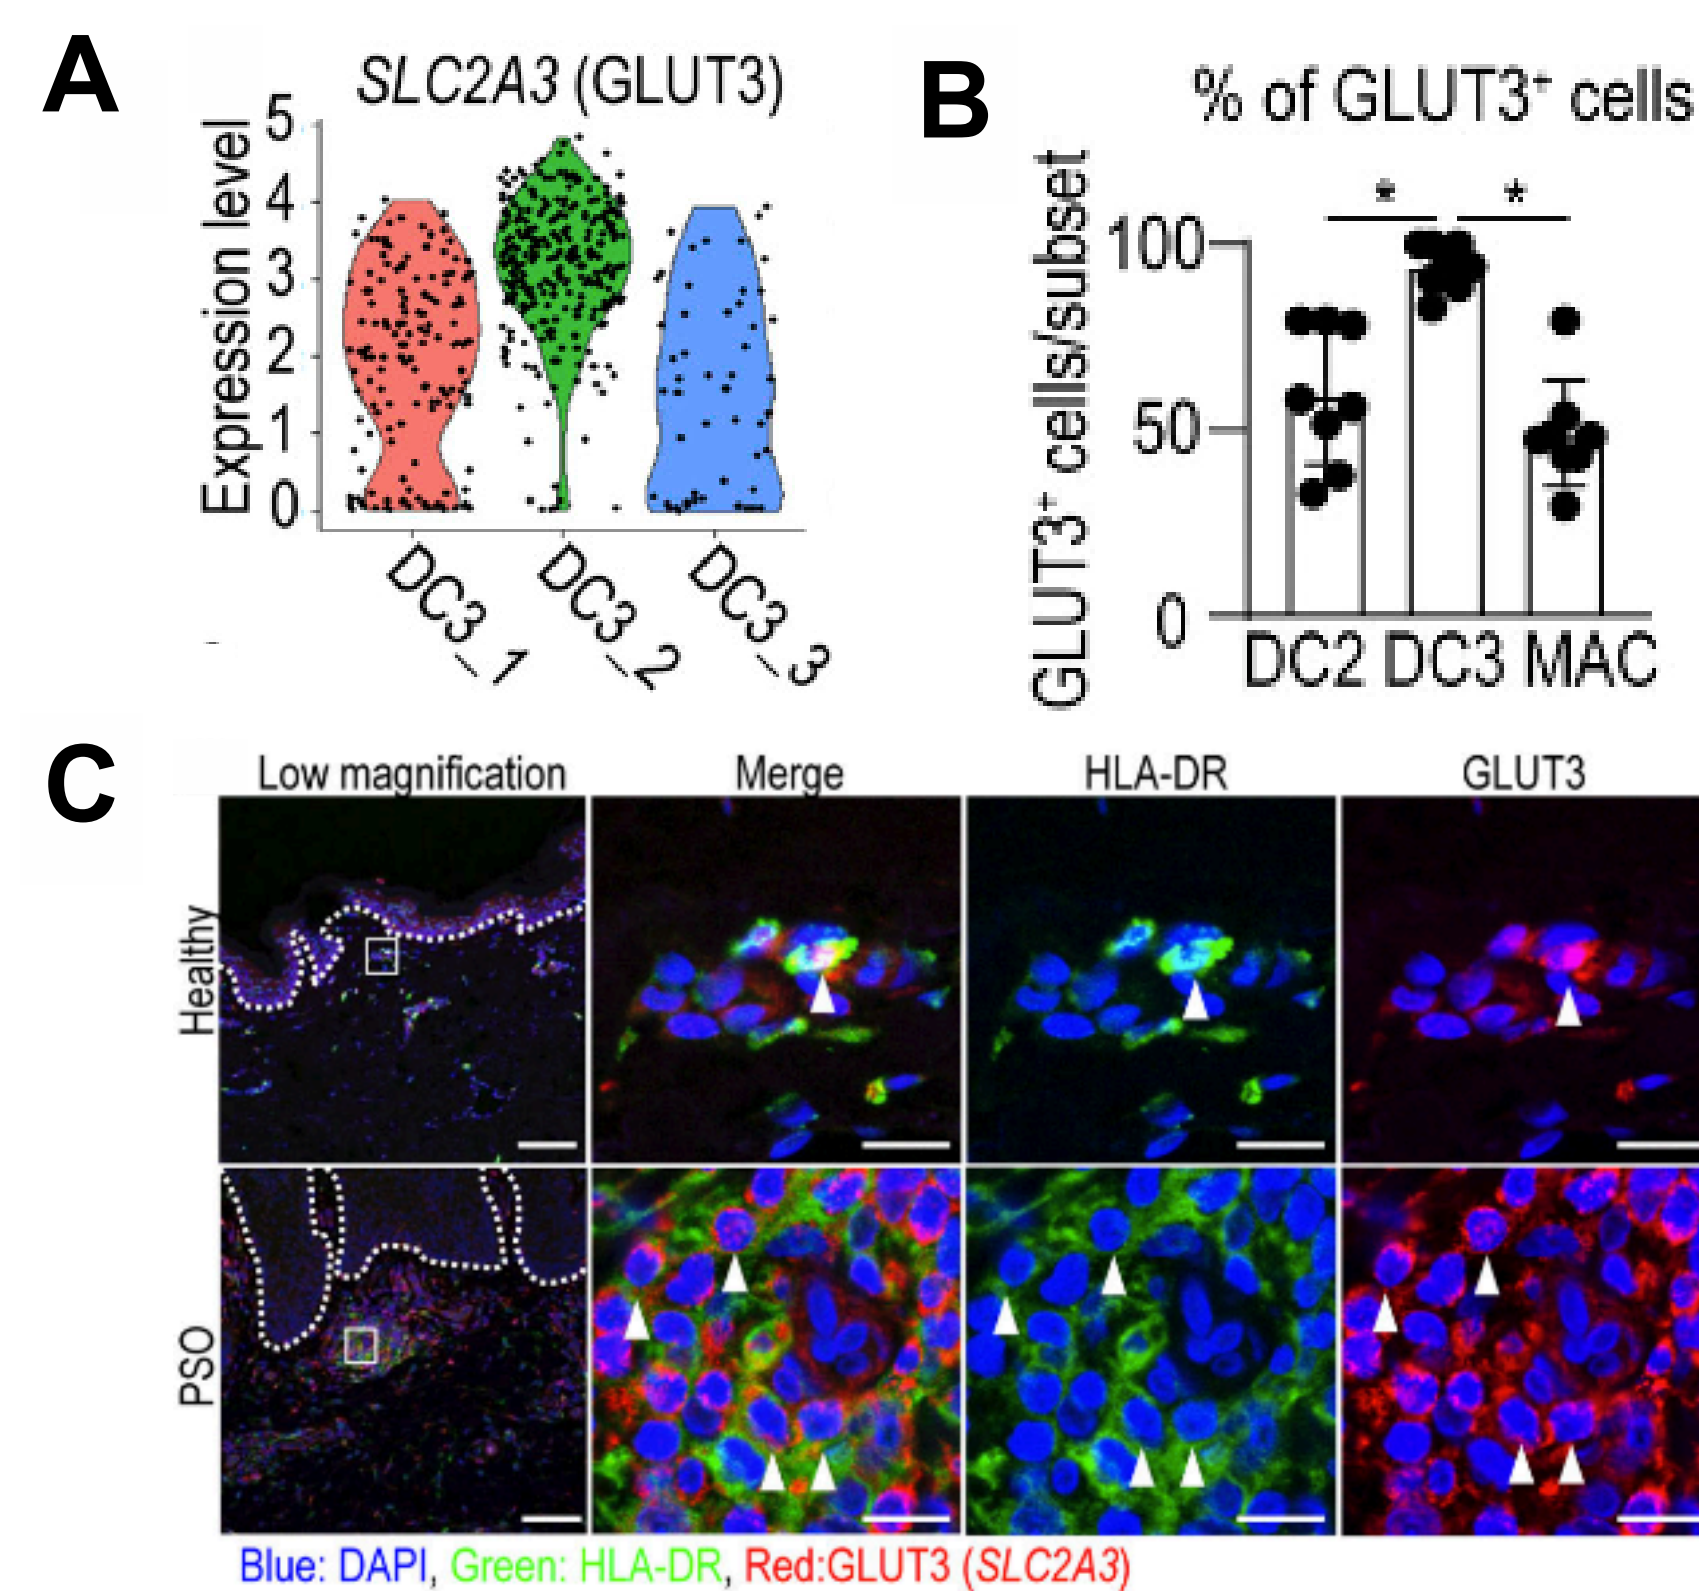 A
SLC2A3 (GLUT3)
Expression level
5
4
3
2
1
0
DC3_1
DC3_2
DC3_3
B
% of GLUT3+ cells
GLUT3+ cells/subset
* *
100
50
0
DC2 DC3 MAC
C
Low magnification Merge HLA-DR GLUT3
Healthy
PSO
Blue: DAPI, Green: HLA-DR, Red:GLUT3 (SLC2A3)